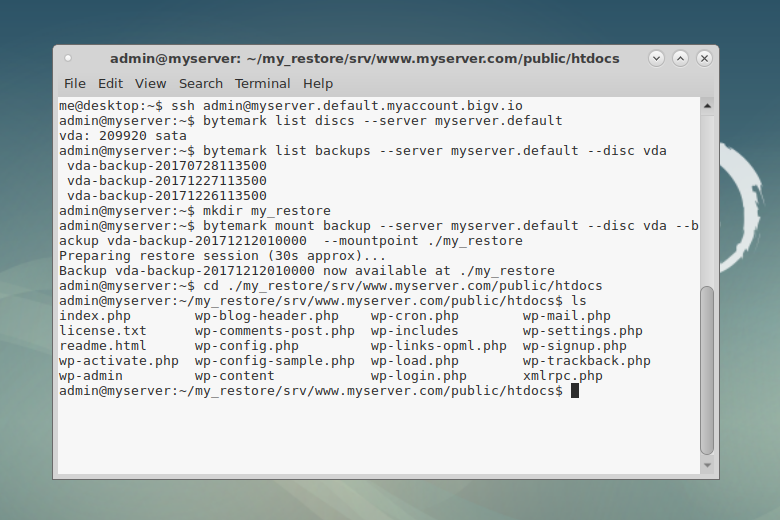 admin@myserver: ~/my_restore/srv/www.myserver.com/public/htdocs
File Edit View Search Terminal Help
me@desktop:~$ ssh admin@myserver.default.myaccount.bigv.io
admin@myserver:~$ bytemark list discs --server myserver.default
vda: 209920 sata
admin@myserver:~$ bytemark list backups --server myserver.default --disc vda
 vda-backup-20170728113500
 vda-backup-20171227113500
 vda-backup-20171226113500
admin@myserver:~$ mkdir my_restore
admin@myserver:~$ bytemark mount backup --server myserver.default --disc vda --b
ackup vda-backup-20171212010000  --mountpoint ./my_restore
Preparing restore session (30s approx)...
Backup vda-backup-20171212010000 now available at ./my_restore
admin@myserver:~$ cd ./my_restore/srv/www.myserver.com/public/htdocs
admin@myserver:~/my_restore/srv/www.myserver.com/public/htdocs$ ls
index.php        wp-blog-header.php    wp-cron.php        wp-mail.php
license.txt      wp-comments-post.php  wp-includes        wp-settings.php
readme.html      wp-config.php         wp-links-opml.php  wp-signup.php
wp-activate.php  wp-config-sample.php  wp-load.php        wp-trackback.php
wp-admin         wp-content            wp-login.php       xmlrpc.php
admin@myserver:~/my_restore/srv/www.myserver.com/public/htdocs$